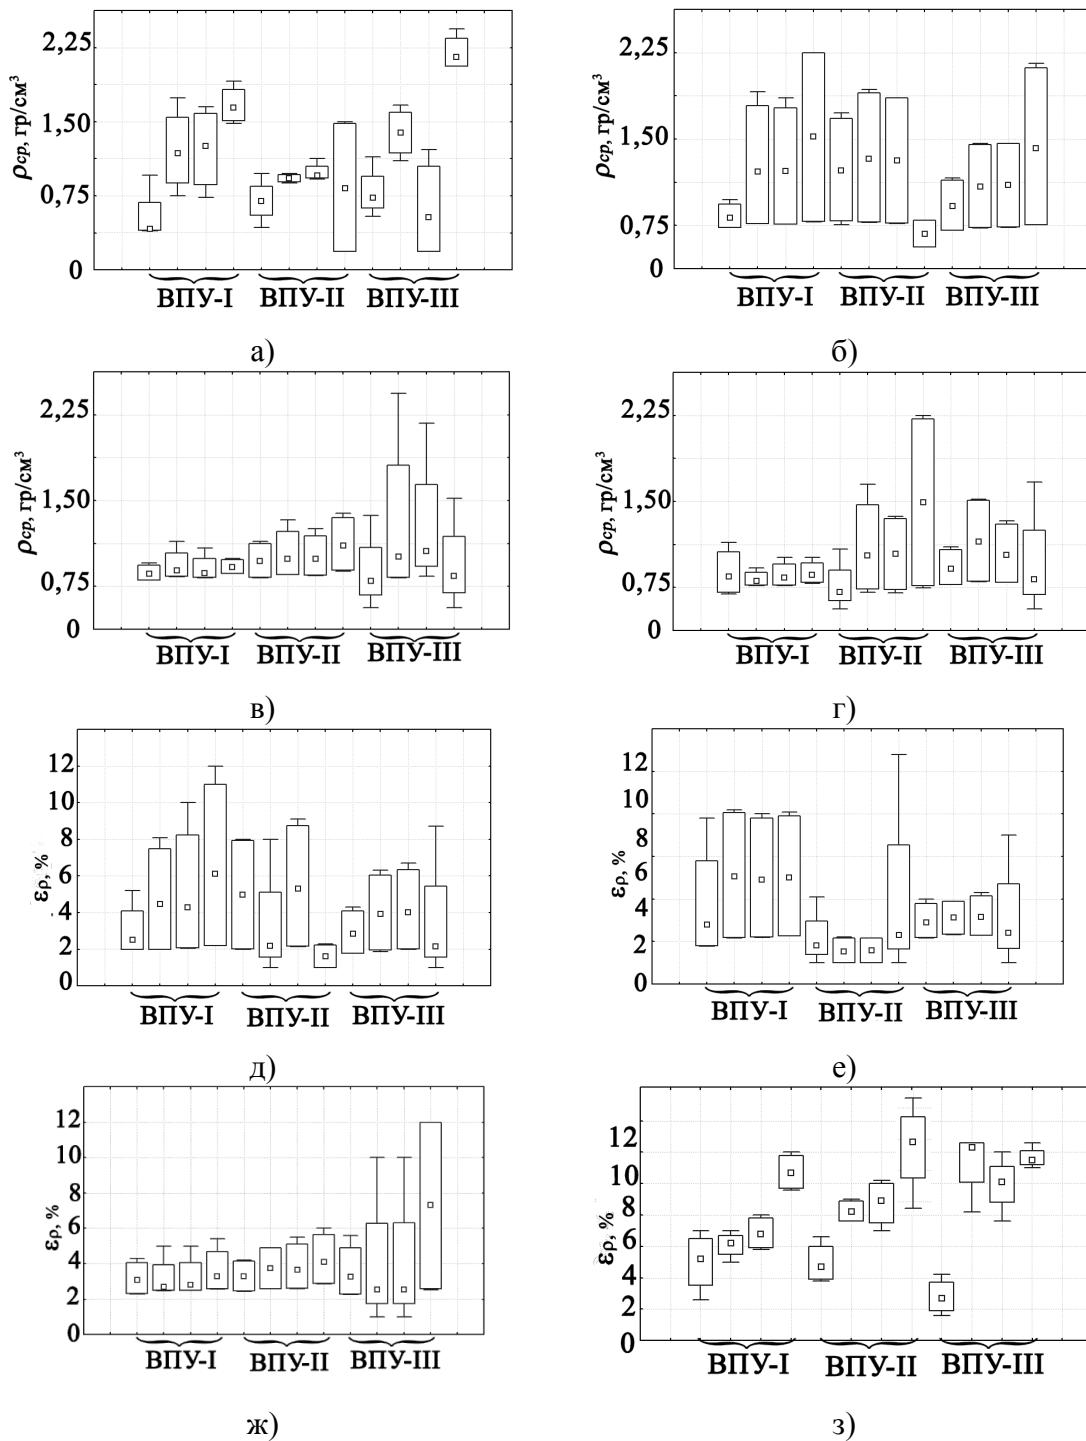 2,25
1,50
0,75
0
ρср, гр/см³
ВПУ-I ВПУ-II ВПУ-III
а)
2,25
1,50
0,75
0
ρср, гр/см³
ВПУ-I ВПУ-II ВПУ-III
б)
2,25
1,50
0,75
0
ρср, гр/см³
ВПУ-I ВПУ-II ВПУ-III
в)
2,25
1,50
0,75
0
ρср, гр/см³
ВПУ-I ВПУ-II ВПУ-III
г)
12
10
8
6
4
2
0
ερ, %
ВПУ-I ВПУ-II ВПУ-III
д)
12
10
8
6
4
2
0
ερ, %
ВПУ-I ВПУ-II ВПУ-III
е)
12
10
8
6
4
2
0
ερ, %
ВПУ-I ВПУ-II ВПУ-III
ж)
12
10
8
6
4
2
0
ερ, %
ВПУ-I ВПУ-II ВПУ-III
з)